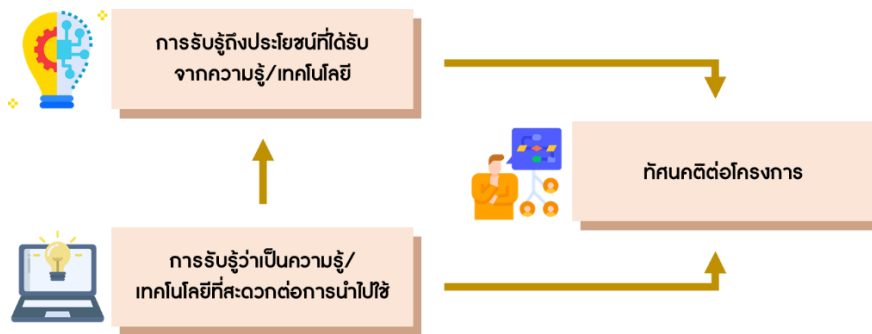 การรับรู้ถึงประโยชน์ที่ได้รับ
จากความรู้/เทคโนโลยี
ทัศนคติต่อโครงการ
การรับรู้ว่าเป็นความรู้/
เทคโนโลยีที่สะดวกต่อการนำไปใช้